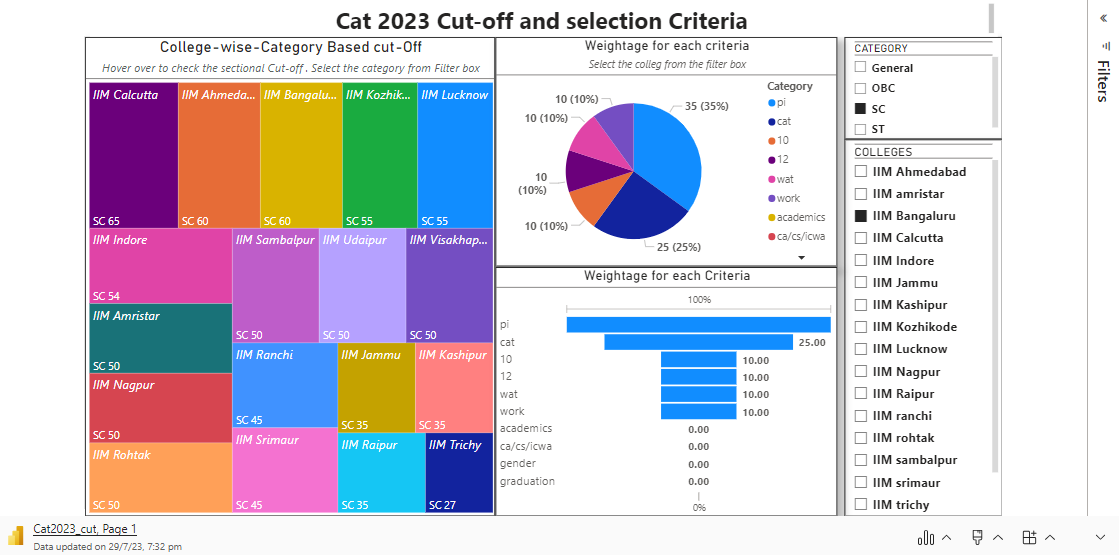 Cat 2023 Cut-off and selection Criteria
College-wise-Category Based cut-Off
Hover over to check the sectional Cut-off . Select the category from Filter box
IIM Calcutta
SC 65
IIM Ahmeda...
SC 60
IIM Bangalu...
SC 60
IIM Kozhik...
SC 55
IIM Lucknow
SC 55
IIM Indore
SC 54
IIM Amristar
SC 50
IIM Nagpur
SC 50
IIM Rohtak
SC 50
IIM Sambalpur
SC 50
IIM Udaipur
SC 50
IIM Visakhap...
SC 50
IIM Ranchi
SC 45
IIM Srimaur
SC 45
IIM Jammu
SC 35
IIM Kashipur
SC 35
IIM Raipur
SC 35
IIM Trichy
SC 27
Weightage for each criteria
Select the colleg from the filter box
35 (35%)
25 (25%)
10 (10%)
10
(10%)
10 (10%)
10 (10%)
Category
pi
cat
10
12
wat
work
academics
ca/cs/icwa
Weightage for each Criteria
100%
pi
cat
25.00
10
10.00
12
10.00
wat
10.00
work
10.00
academics
0.00
ca/cs/icwa
0.00
gender
0.00
graduation
0.00
0%
CATEGORY
General
OBC
SC
ST
COLLEGES
IIM Ahmedabad
IIM amristar
IIM Bangaluru
IIM Calcutta
IIM Indore
IIM Jammu
IIM Kashipur
IIM Kozhikode
IIM Lucknow
IIM Nagpur
IIM Raipur
IIM ranchi
IIM rohtak
IIM sambalpur
IIM srimaur
IIM trichy
Filters
Cat2023_cut, Page 1
Data updated on 29/7/23, 7:32 pm